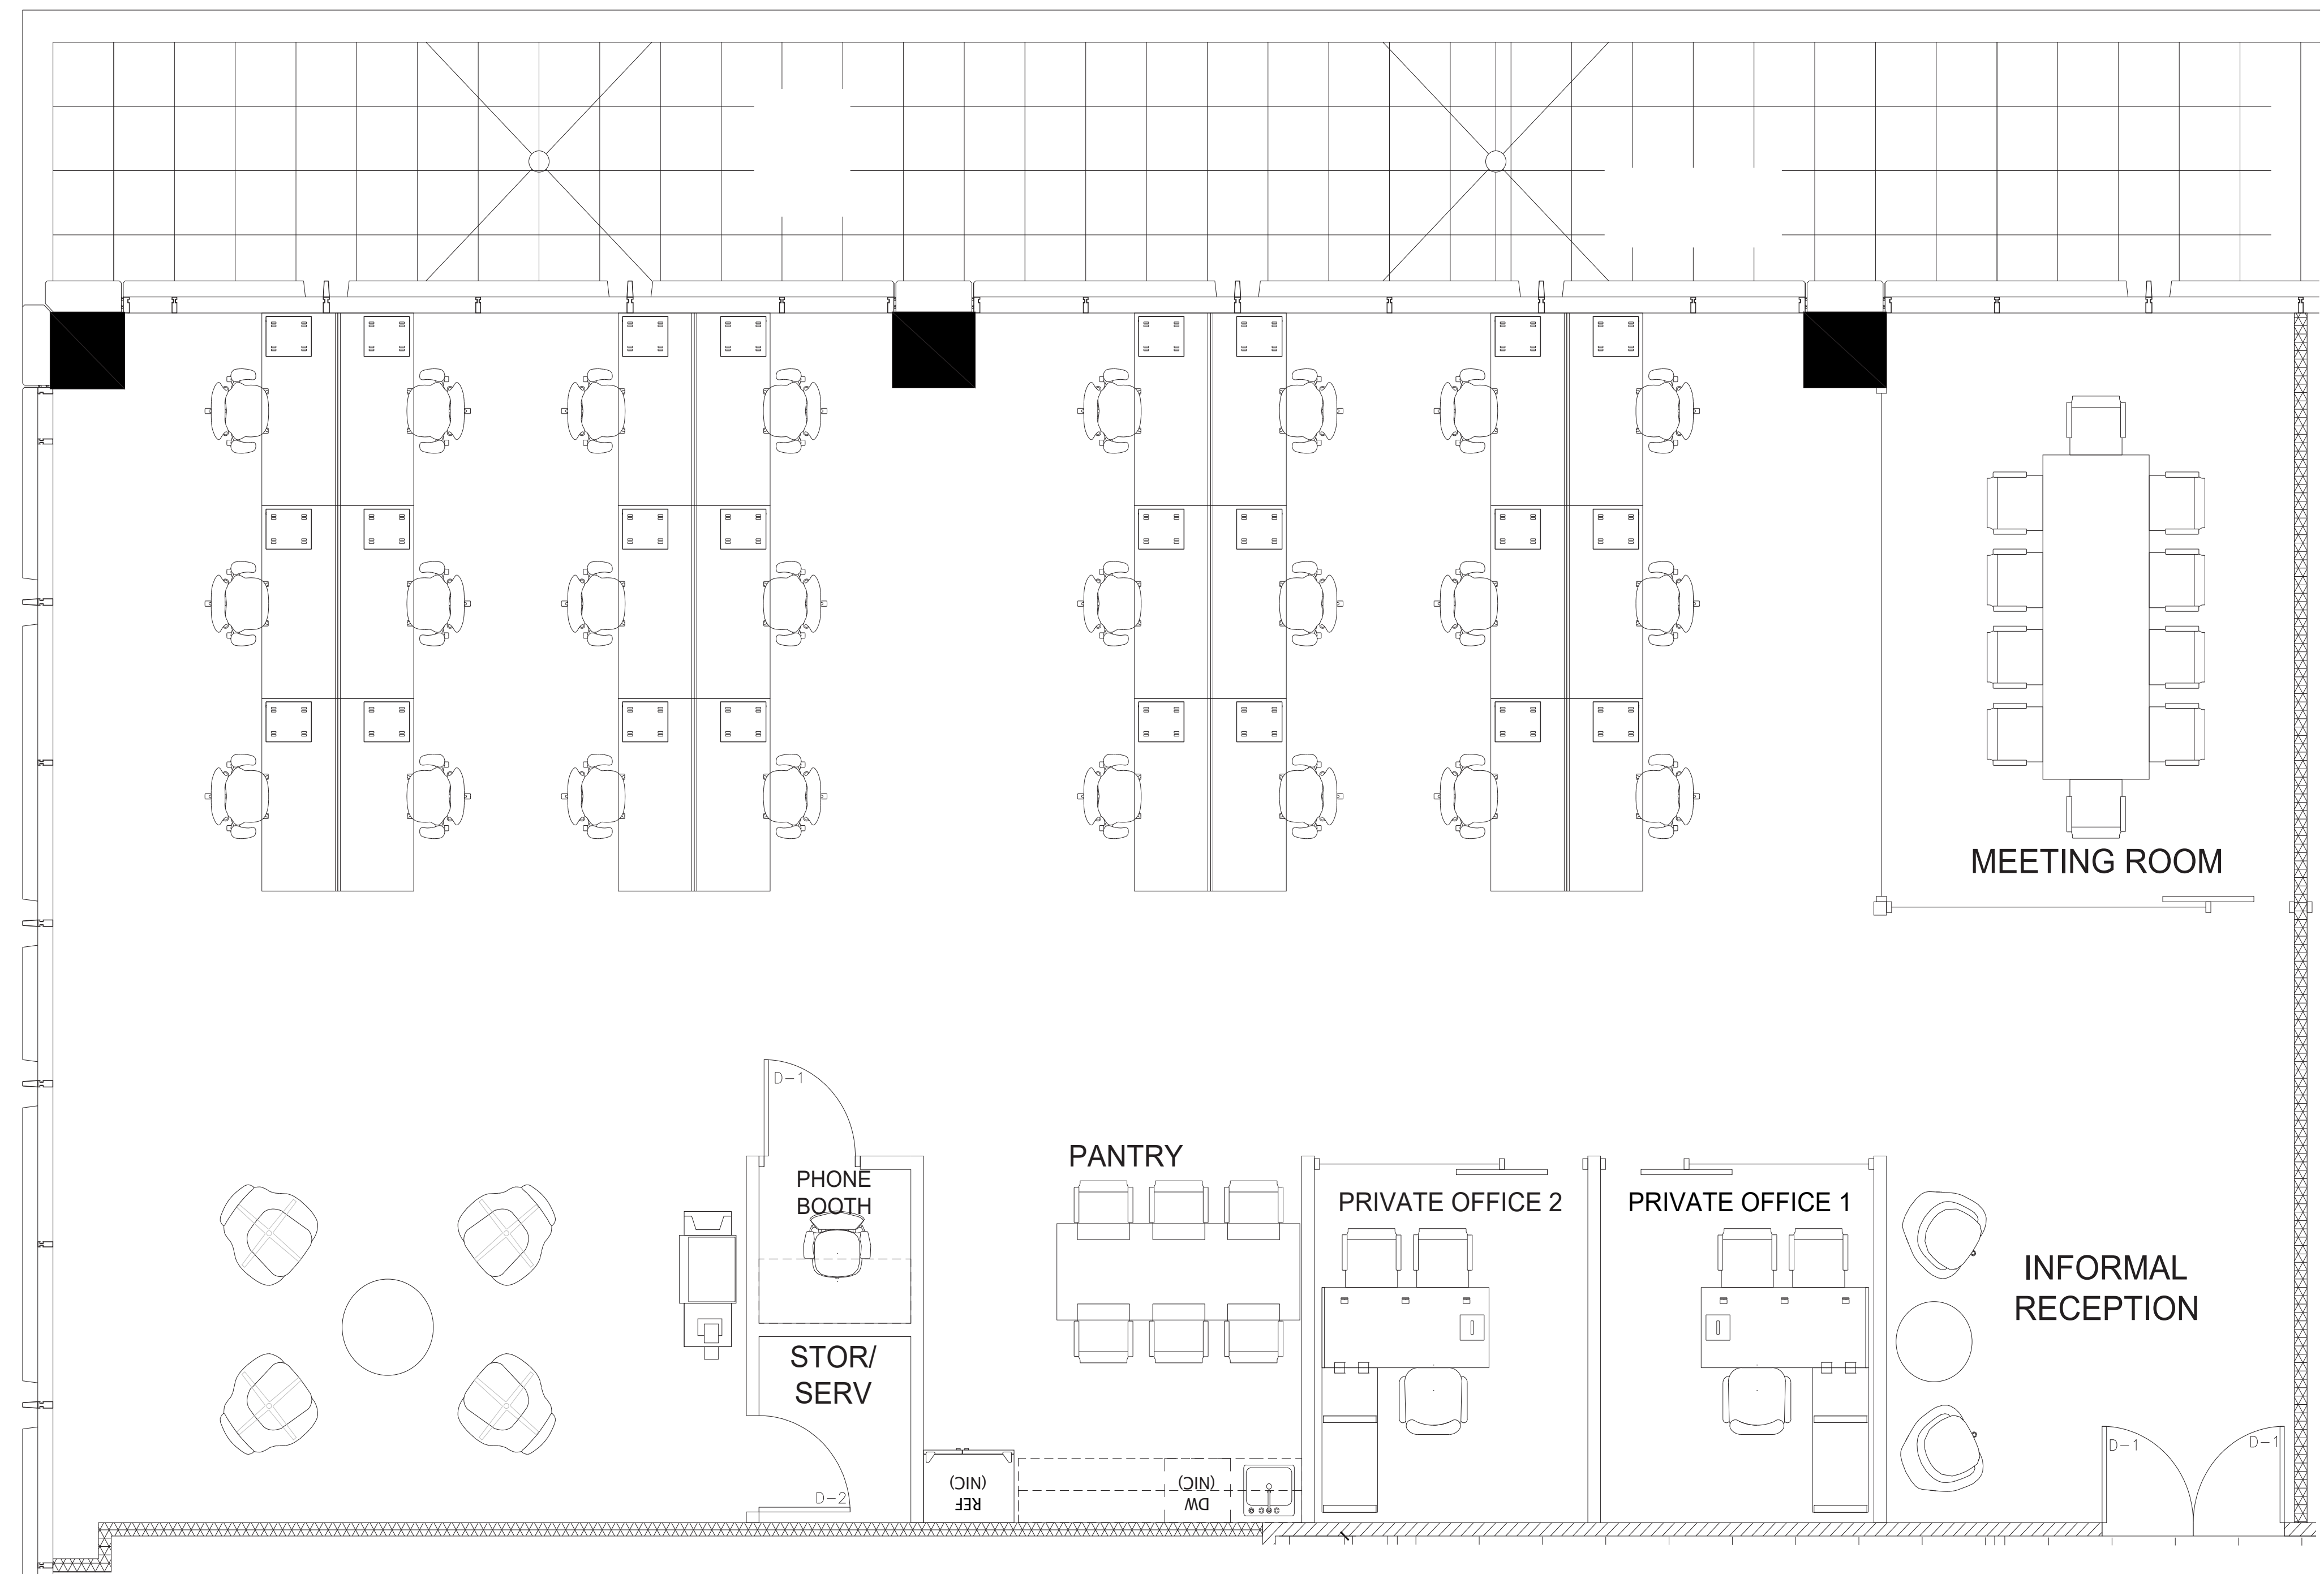 MEETING ROOM
D-1
PHONE
BOOTH
PANTRY
PRIVATE OFFICE 2
PRIVATE OFFICE 1
INFORMAL
RECEPTION
STOR/
SERV
D-2
REF
(NIC)
DW
(NIC)
D-1
D-1